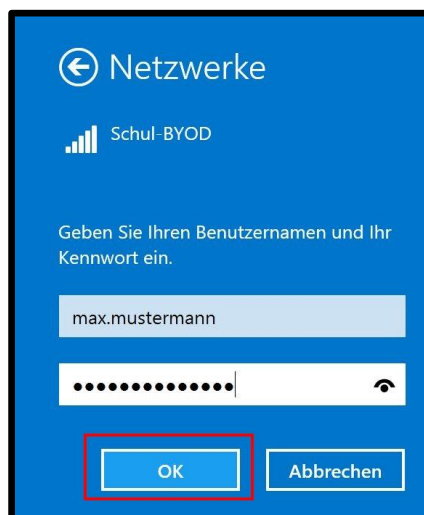 Netzwerke
Schul-BYOD
Geben Sie Ihren Benutzernamen und Ihr
Kennwort ein.
max.mustermann
●●●●●●●●●●●●●●
OK
Abbrechen